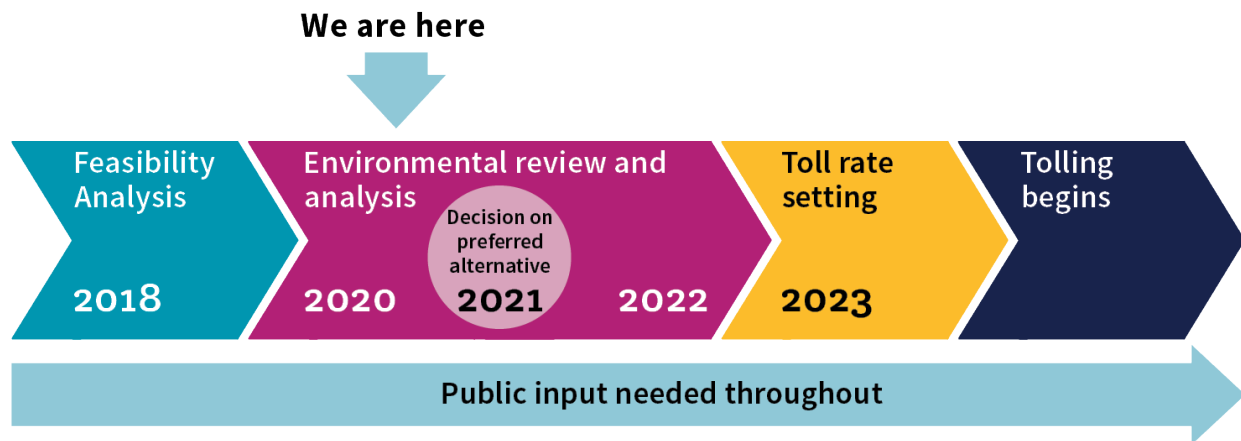 We are here
Feasibility
Analysis
2018
Environmental review and
analysis
2020
Decision on
preferred
alternative
2021
2022
Toll rate
setting
2023
Tolling
begins
Public input needed throughout